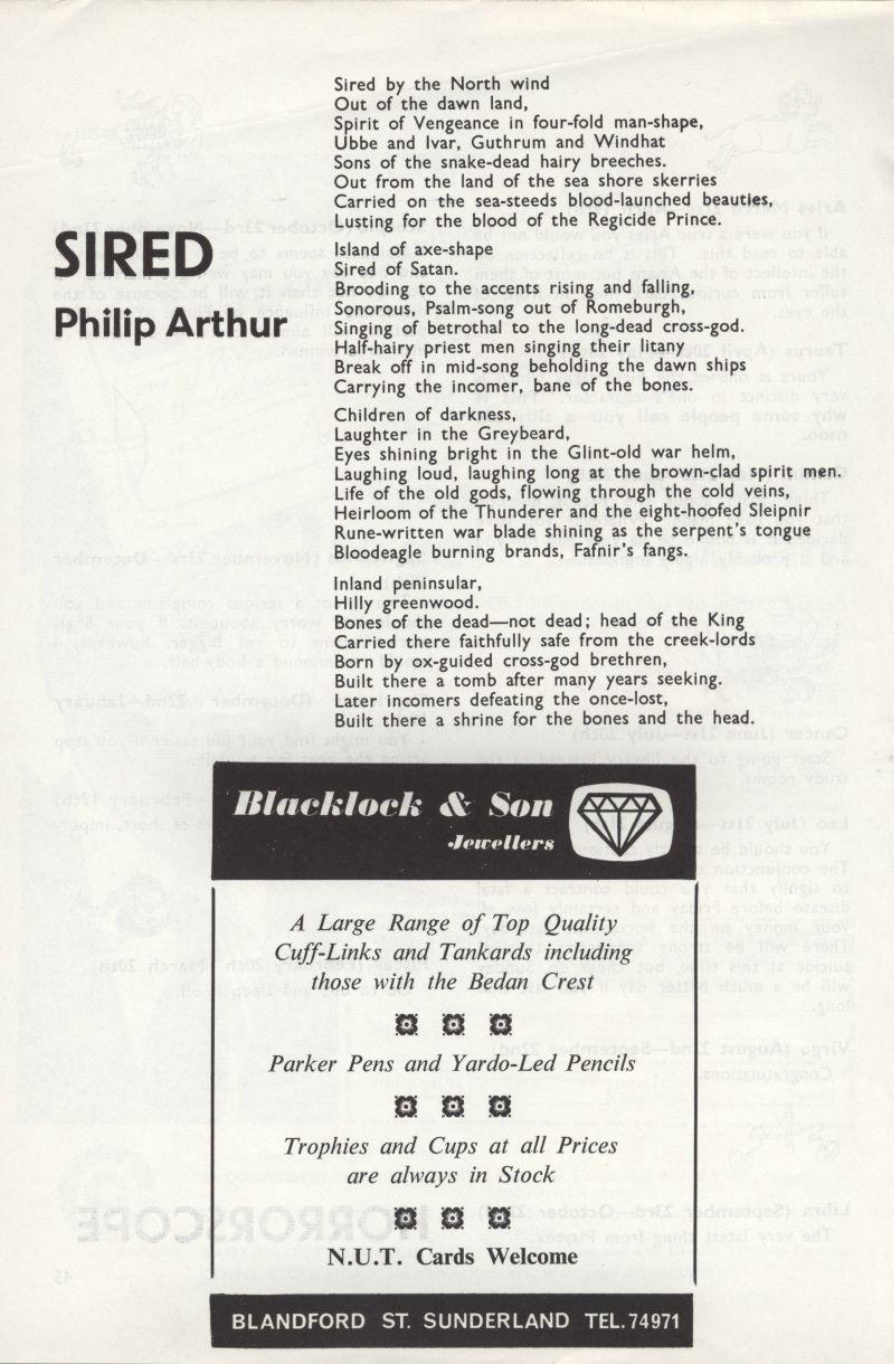 SIRED
Philip Arthur
Sired by the North wind
Out of the dawn land,
Spirit of Vengeance in four-fold man-shape,
Ubbe and Ivar, Guthrum and Windhat
Sons of the snake-dead hairy breeches.
Out from the land of the sea shore skerries
Carried on the sea-steeds blood-launched beauties,
Lusting for the blood of the Regicide Prince.
Island of axe-shape
Sired of Satan.
Brooding to the accents rising and falling,
Sonorous, Psalm-song out of Romeburgh,
Singing of betrothal to the long-dead cross-god.
Half-hairy priest men singing their litany
Break off in mid-song beholding the dawn ships
Carrying the incomer, bane of the bones.
Children of darkness,
Laughter in the Greybeard,
Eyes shining bright in the Glint-old war helm,
Laughing loud, laughing long at the brown-clad spirit men.
Life of the old gods, flowing through the cold veins,
Heirloom of the Thunderer and the eight-hoofed Sleipnir
Rune-written war blade shining as the serpent's tongue
Bloodeagle burning brands, Fafnir's fangs.
Inland peninsular,
Hilly greenwood.
Bones of the dead—not dead; head of the King
Carried there faithfully safe from the creek-lords
Born by ox-guided cross-god brethren,
Built there a tomb after many years seeking.
Later incomers defeating the once-lost,
Built there a shrine for the bones and the head.
Blacklock & Son
Jewellers
A Large Range of Top Quality
Cuff-Links and Tankards including
those with the Bedan Crest
Parker Pens and Yardo-Led Pencils
Trophies and Cups at all Prices
are always in Stock
N.U.T. Cards Welcome
BLANDFORD ST. SUNDERLAND TEL. 74971